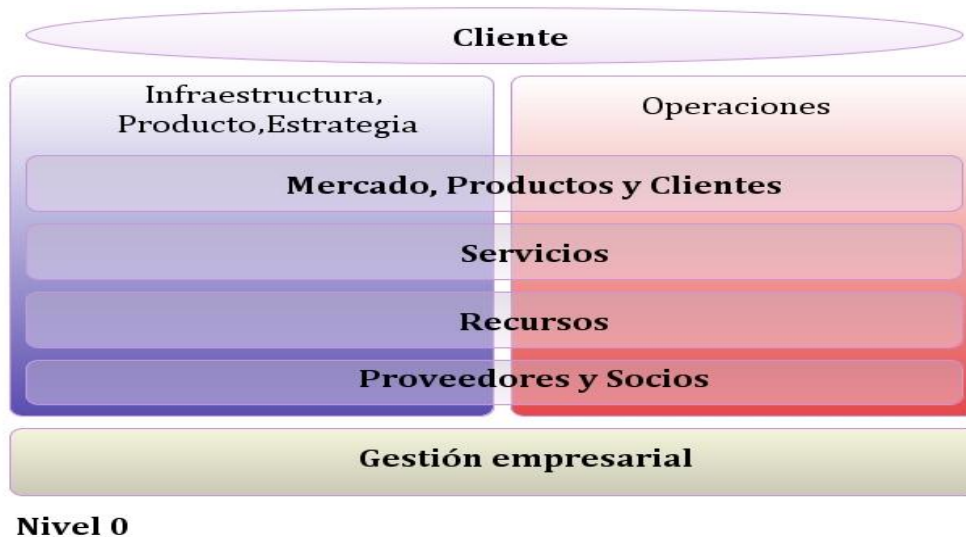 Cliente
Infraestructura,
Producto,Estrategia
Operaciones
Mercado, Productos y Clientes
Servicios
Recursos
Proveedores y Socios
Gestión empresarial
Nivel 0